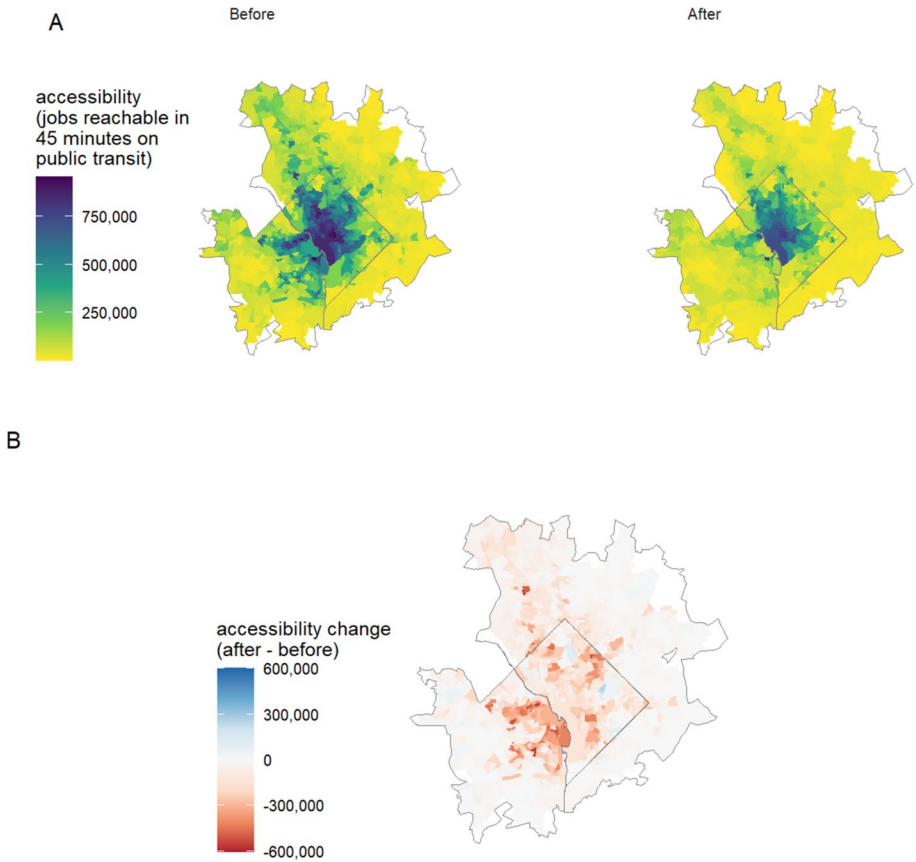 A
Before
After
accessibility
(jobs reachable in
45 minutes on
public transit)
750,000
500,000
250,000
B
accessibility change
(after - before)
600,000
300,000
0
-300,000
-600,000